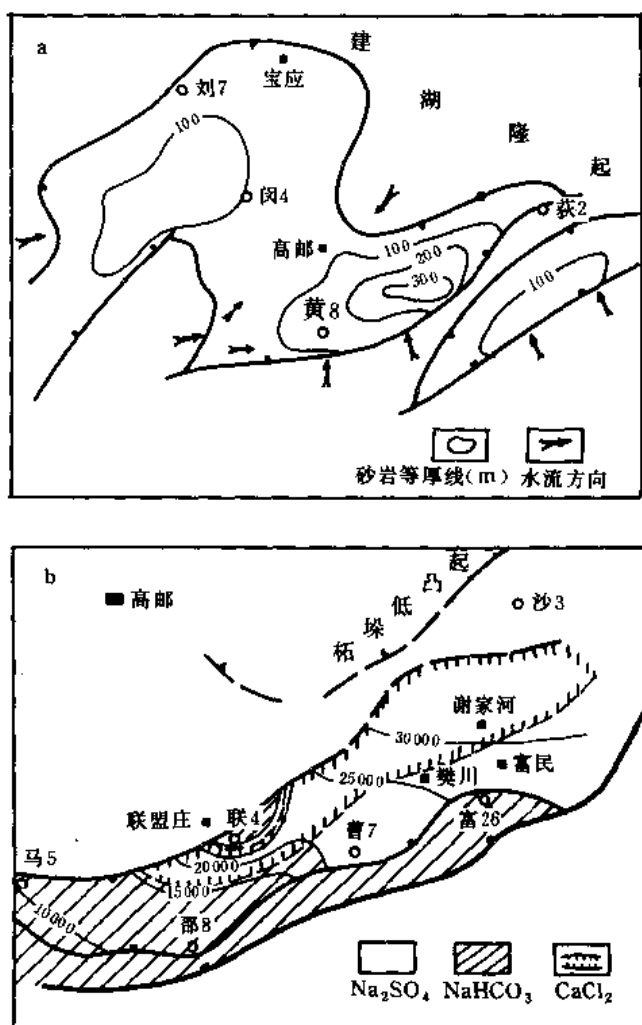 a
建
湖
隆
起
宝应
刘7
100
闵4
荻2
高邮
100
200
300
100
黄8
砂岩等厚线(m) 水流方向
b
高邮
柘垛低凸起
沙3
谢家河
30000
25000
樊川
富民
联盟庄
联4
富26
曹7
马5
20000
15000
10000
邵8
Na₂SO₄ NaHCO₃ CaCl₂